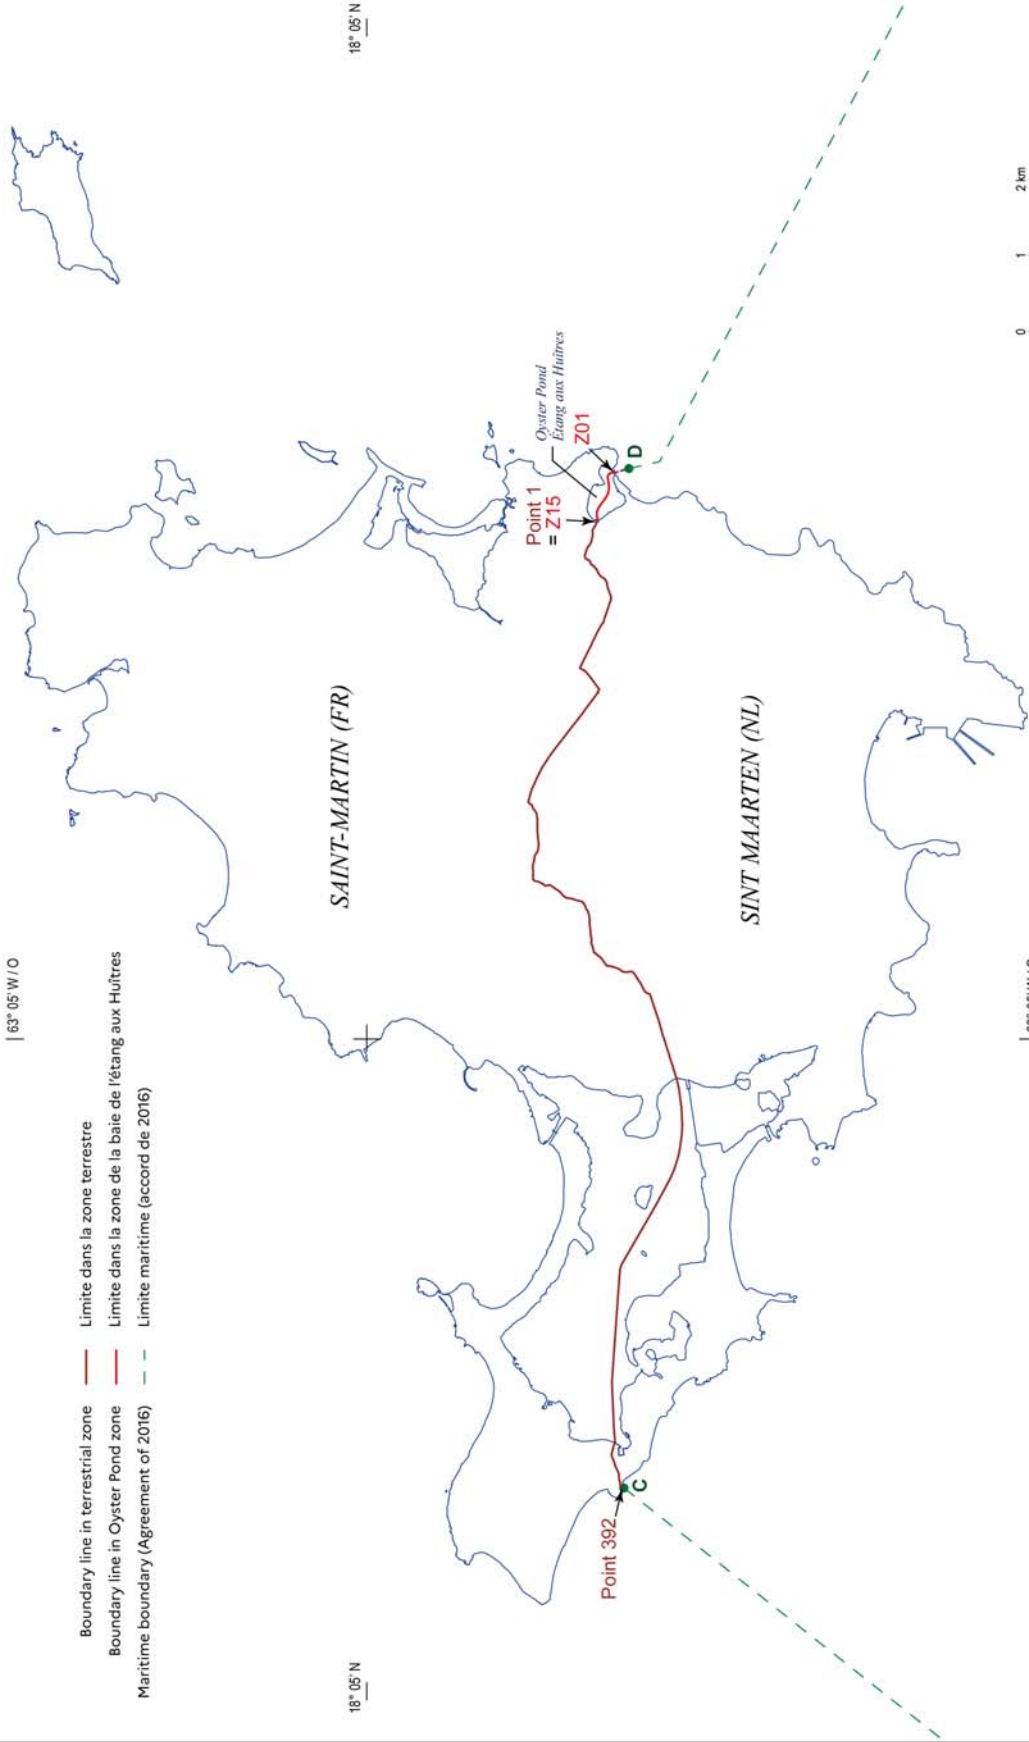 63° 05' W / O
18° 05' N
18° 05' N
Boundary line in terrestrial zone — Limite dans la zone terrestre
Boundary line in Oyster Pond zone — Limite dans la zone de la baie de l'étang aux Huîtres
Maritime boundary (Agreement of 2016) – – Limite maritime (accord de 2016)
SAINT-MARTIN (FR)
SINT MAARTEN (NL)
Oyster Pond
Étang aux Huîtres
Point 1
= Z15
Z01
D
Point 392
C
0 1 2 km